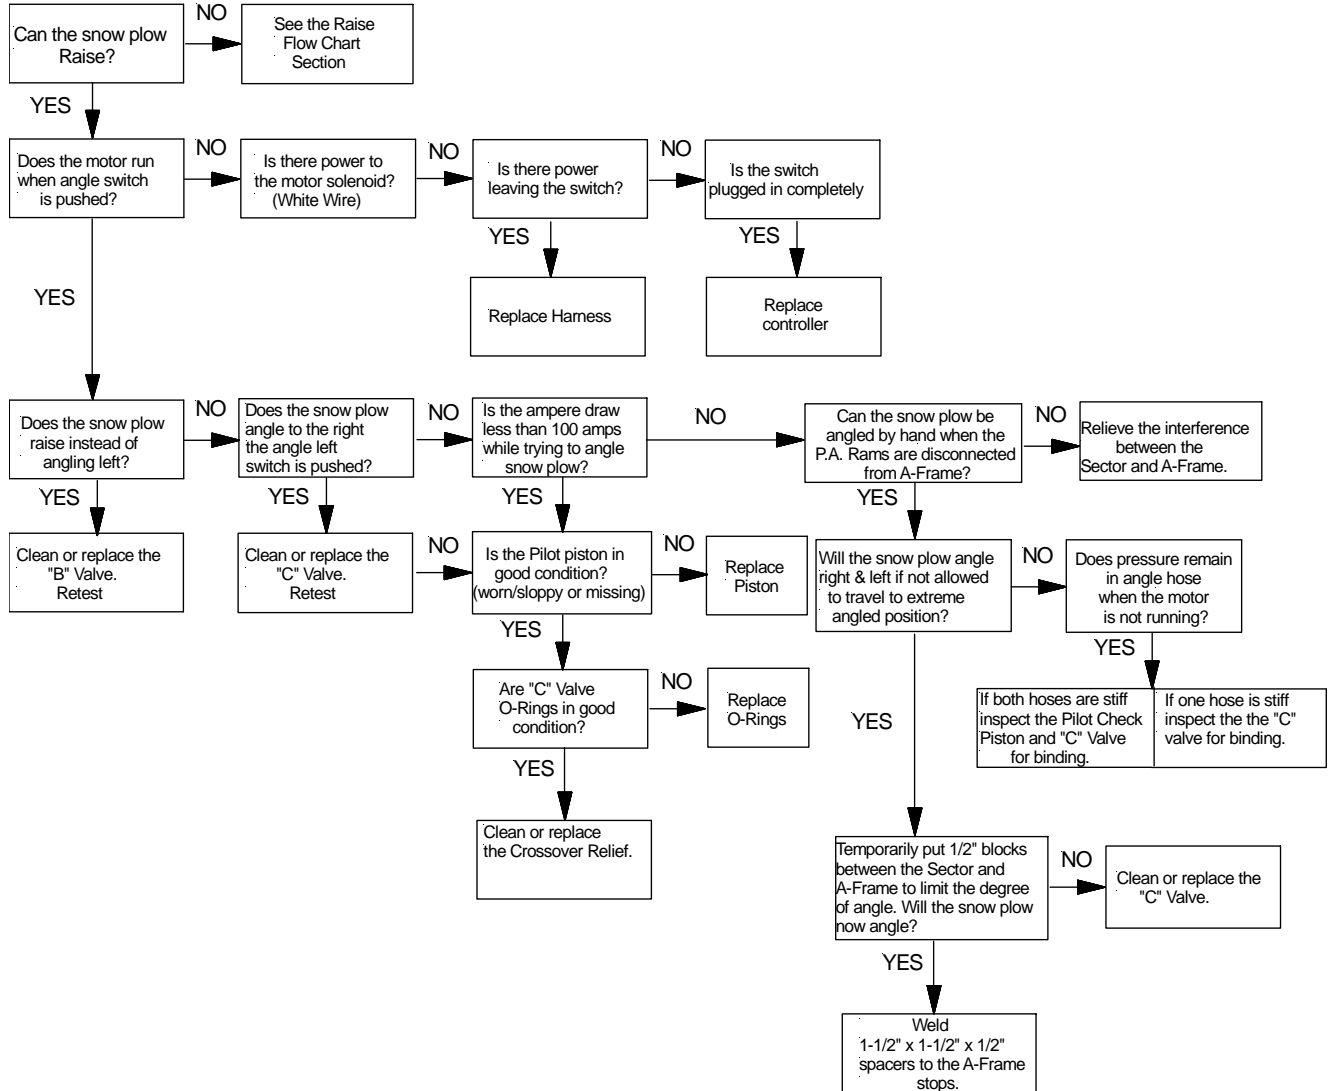 Can the snow plow
Raise?
NO
See the Raise
Flow Chart
Section
YES
Does the motor run
when angle switch
is pushed?
NO
Is there power to
the motor solenoid?
(White Wire)
NO
Is there power
leaving the switch?
NO
Is the switch
plugged in completely
YES
YES
YES
Replace Harness
Replace
controller
Does the snow plow
raise instead of
angling left?
NO
Does the snow plow
angle to the right
the angle left
switch is pushed?
NO
Is the ampere draw
less than 100 amps
while trying to angle
snow plow?
NO
Can the snow plow be
angled by hand when the
P.A. Rams are disconnected
from A-Frame?
NO
Relieve the interference
between the
Sector and A-Frame.
YES
YES
YES
YES
Clean or replace the
"B" Valve.
Retest
Clean or replace the
"C" Valve.
Retest
NO
Is the Pilot piston in
good condition?
(worn/sloppy or missing)
NO
Replace
Piston
Will the snow plow angle
right & left if not allowed
to travel to extreme
angled position?
NO
Does pressure remain
in angle hose
when the motor
is not running?
YES
YES
Are "C" Valve
O-Rings in good
condition?
NO
Replace
O-Rings
YES
If both hoses are stiff
inspect the Pilot Check
Piston and "C" Valve
for binding.
If one hose is stiff
inspect the the "C"
valve for binding.
YES
Clean or replace
the Crossover Relief.
Temporarily put 1/2" blocks
between the Sector and
A-Frame to limit the degree
of angle. Will the snow plow
now angle?
NO
Clean or replace the
"C" Valve.
YES
Weld
1-1/2" x 1-1/2" x 1/2"
spacers to the A-Frame
stops.